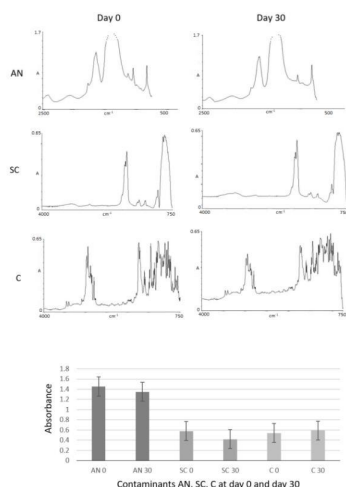 Day 0 Day 30
AN
1.7 1.7
A A
2500 cm⁻¹ 500 2500 cm⁻¹ 500
SC
0.65 0.65
A A
4000 cm⁻¹ 750 4000 cm⁻¹ 750
C
0.65 0.65
A A
4000 cm⁻¹ 750 4000 cm⁻¹ 750
Absorbance
1.8
1.6
1.4
1.2
1
0.8
0.6
0.4
0.2
0
AN 0 AN 30 SC 0 SC 30 C 0 C 30
Contaminants AN, SC, C at day 0 and day 30